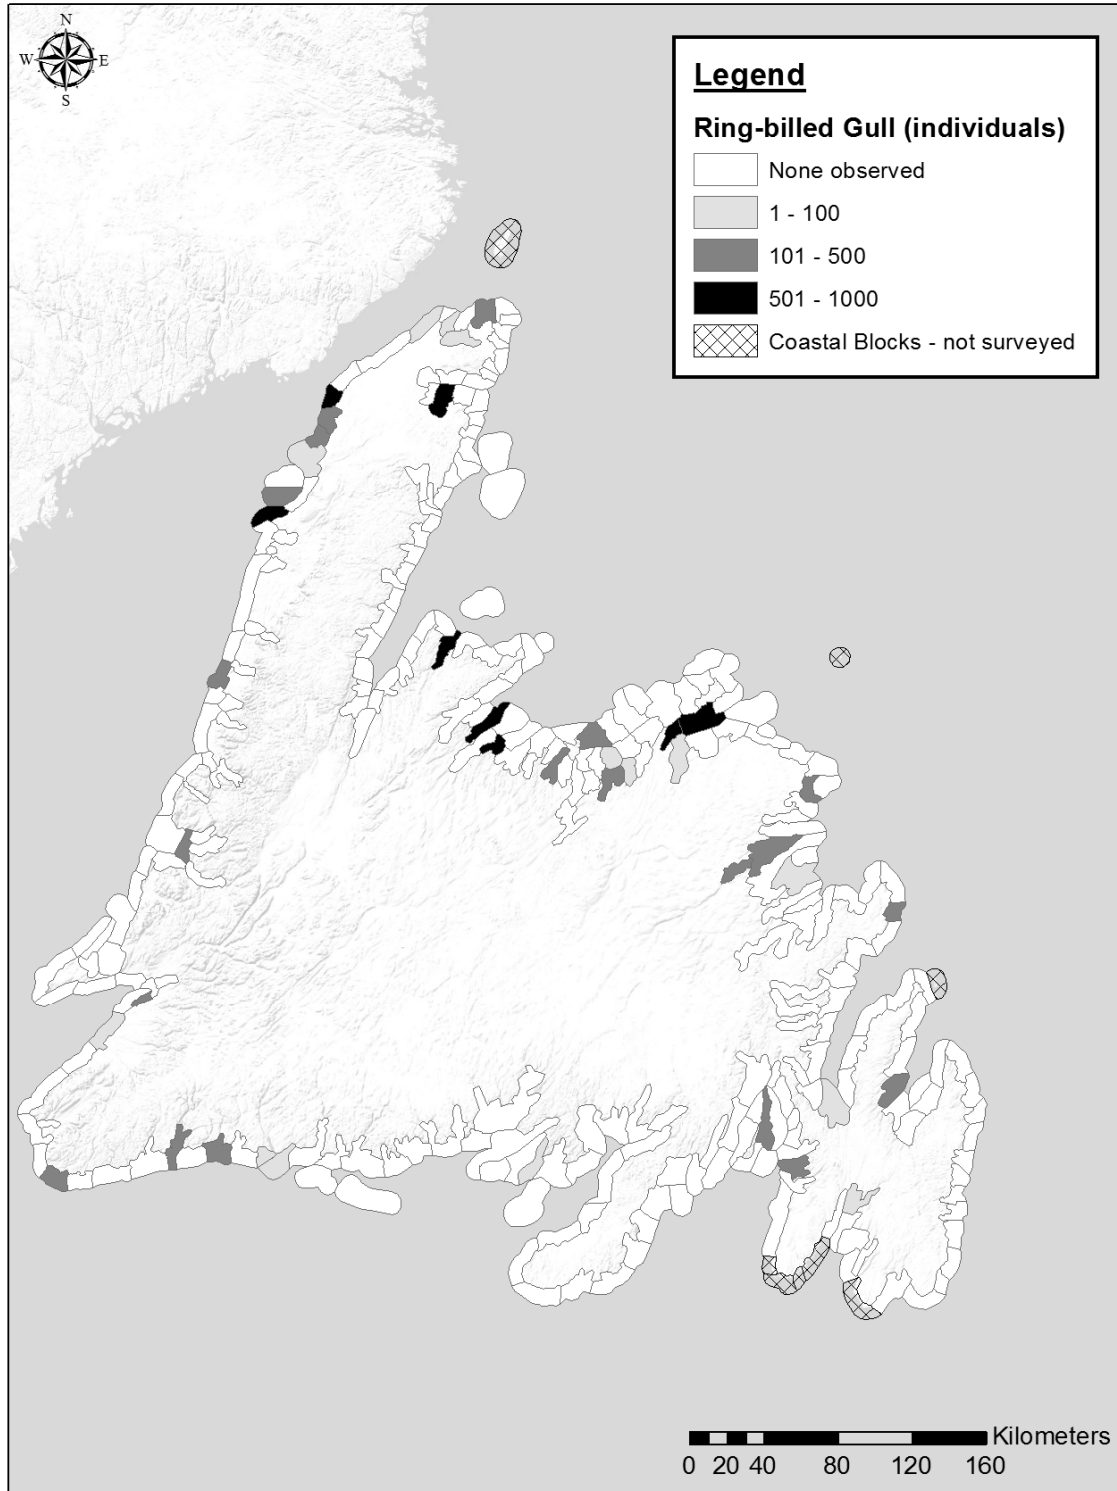 N
W E
S
Legend
Ring-billed Gull (individuals)
None observed
1 - 100
101 - 500
501 - 1000
Coastal Blocks - not surveyed
Kilometers
0 20 40 80 120 160